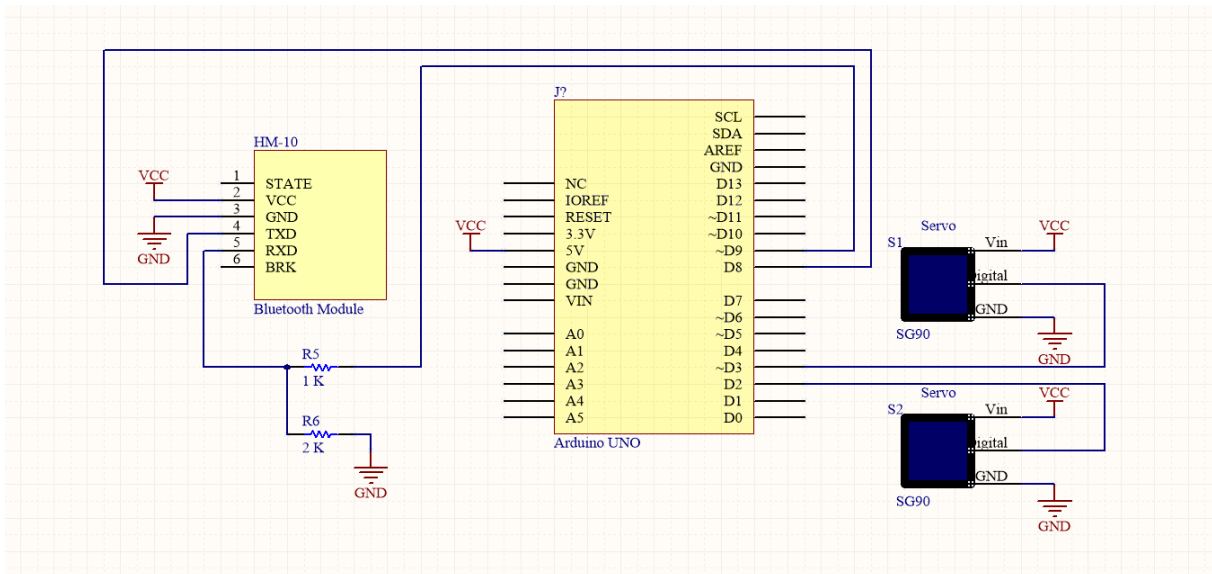 HM-10
VCC
GND
1 STATE
2 VCC
3 GND
4 TXD
5 RXD
6 BRK
Bluetooth Module
R5
1 K
R6
2 K
GND
J?
VCC
NC
IOREF
RESET
3.3V
5V
GND
GND
VIN
A0
A1
A2
A3
A4
A5
SCL
SDA
AREF
GND
D13
D12
~D11
~D10
~D9
D8
D7
~D6
~D5
D4
~D3
D2
D1
D0
Arduino UNO
Servo
S1
Vin
VCC
Digital
GND
SG90
GND
Servo
S2
Vin
VCC
Digital
GND
SG90
GND